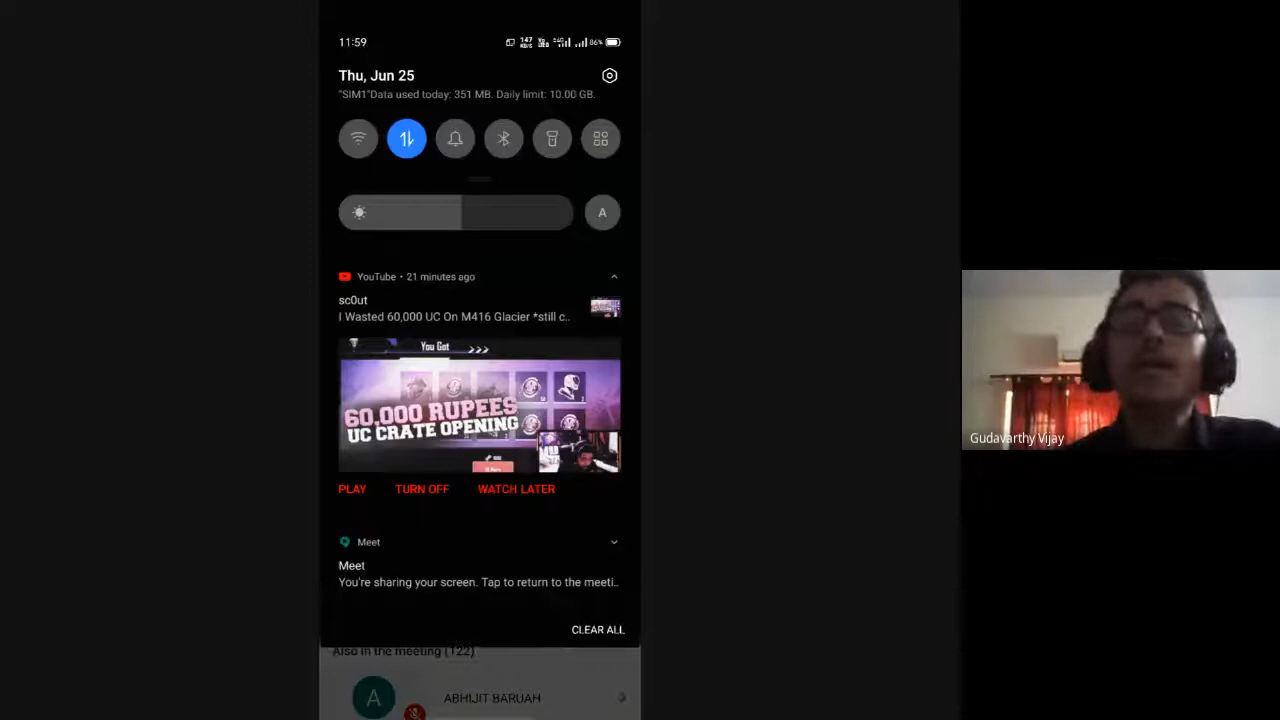 11:59
147 KB/S
86%
Thu, Jun 25
"SIM1"Data used today: 351 MB. Daily limit: 10.00 GB.
A
YouTube • 21 minutes ago
sc0ut
I Wasted 60,000 UC On M416 Glacier *still c..
You Got
60,000 RUPEES
UC CRATE OPENING
PLAY TURN OFF WATCH LATER
Meet
Meet
You're sharing your screen. Tap to return to the meeti..
CLEAR ALL
Also in the meeting (122)
A
ABHIJIT BARUAH
Gudavarthy Vijay